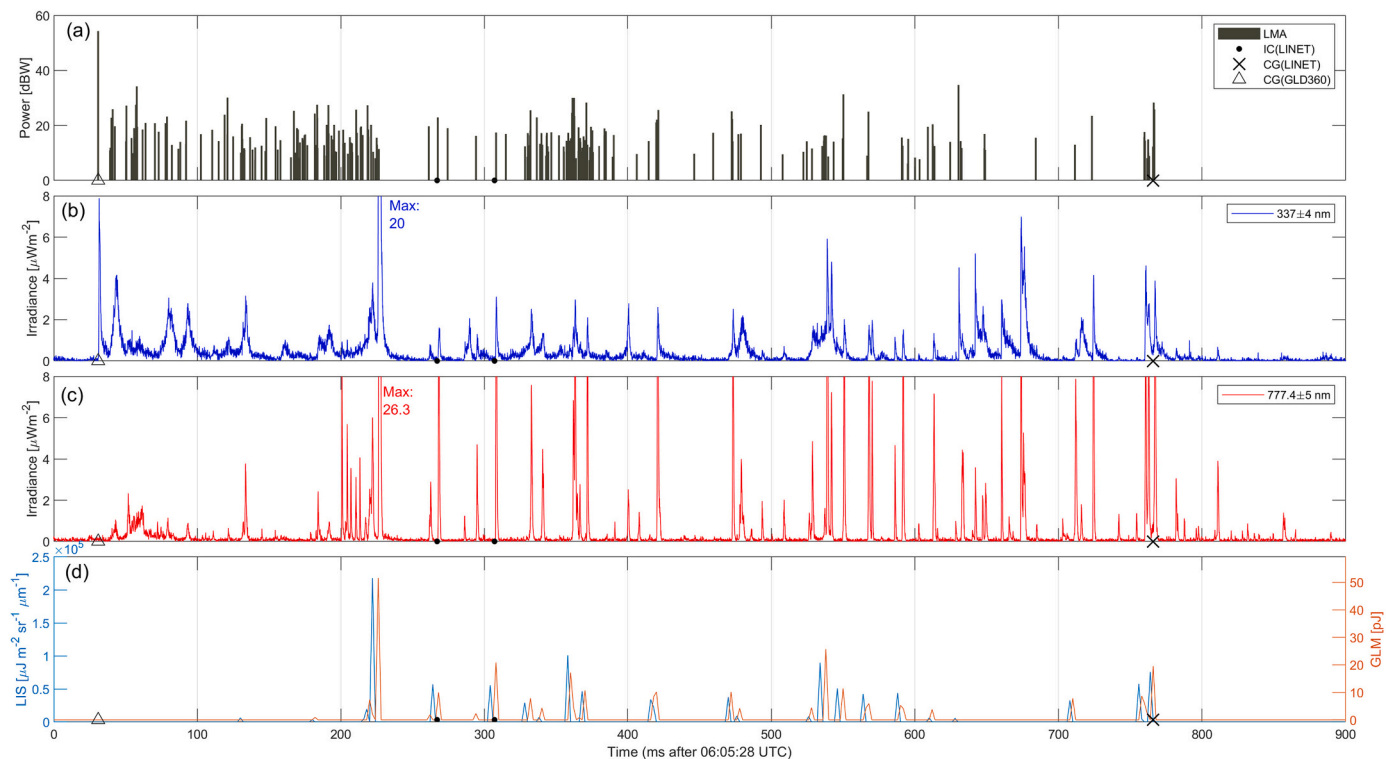 (a)
60
40
20
0
Power [dBW]
LMA
IC(LINET)
CG(LINET)
CG(GLD360)
(b)
8
6
4
2
0
Irradiance [μWm-2]
Max:
20
337±4 nm
(c)
8
6
4
2
0
Irradiance [μWm-2]
Max:
26.3
777.4±5 nm
(d)
×10⁵
2.5
2
1.5
1
0.5
0
LIS [μJ m-2 sr-1 μm-1]
50
40
30
20
10
0
GLM [pJ]
0 100 200 300 400 500 600 700 800 900
Time (ms after 06:05:28 UTC)